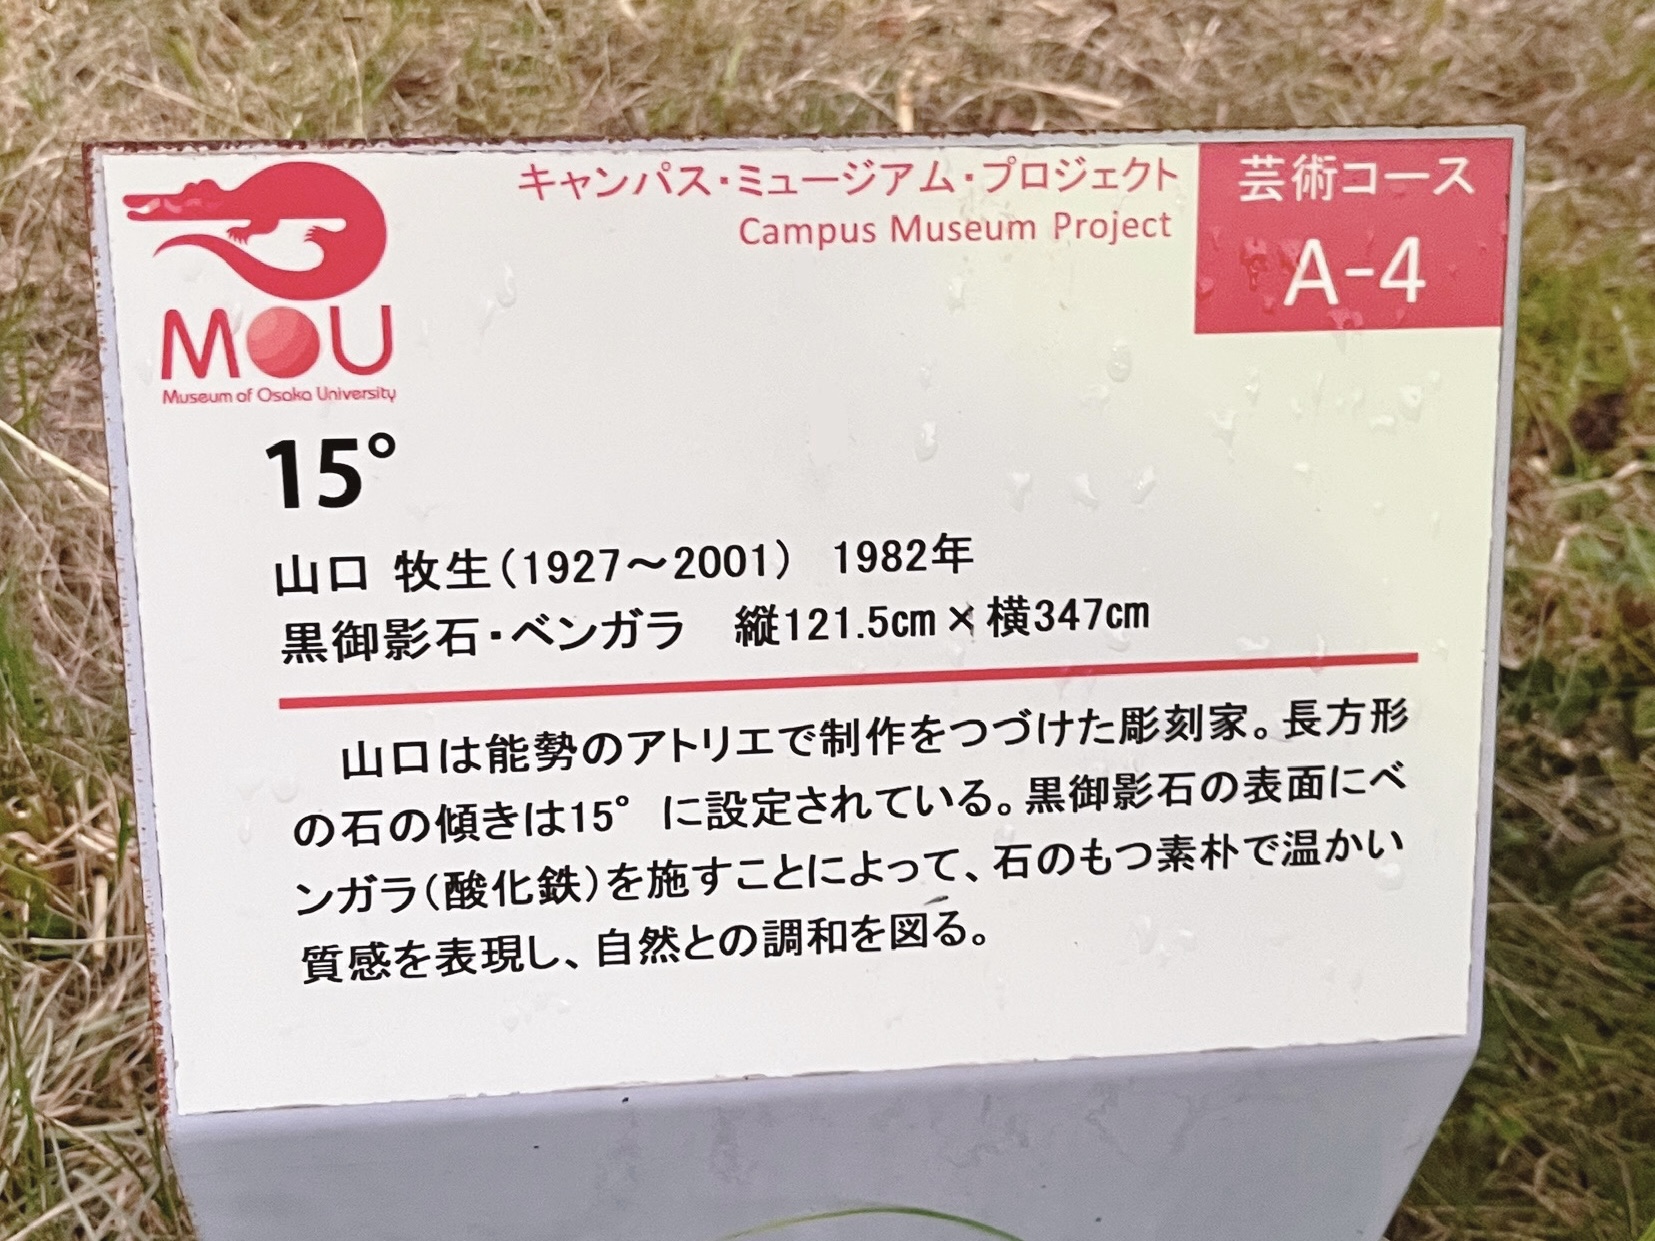 キャンパス・ミュージアム・プロジェクト
Campus Museum Project
芸術コース
A-4
MOU
Museum of Osaka University
15°
山口 牧生(1927～2001) 1982年
黒御影石・ベンガラ 縦121.5㎝×横347㎝
山口は能勢のアトリエで制作をつづけた彫刻家。長方形
の石の傾きは15°に設定されている。黒御影石の表面にベ
ンガラ(酸化鉄)を施すことによって、石のもつ素朴で温かい
質感を表現し、自然との調和を図る。